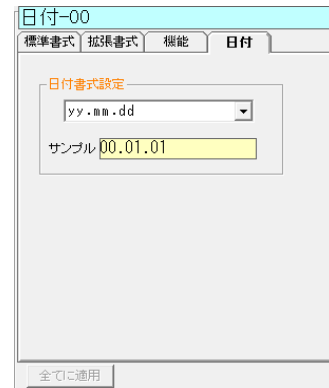 日付-00
標準書式 拡張書式 機能 日付
日付書式設定
yy.mm.dd
サンプル 00.01.01
全てに適用